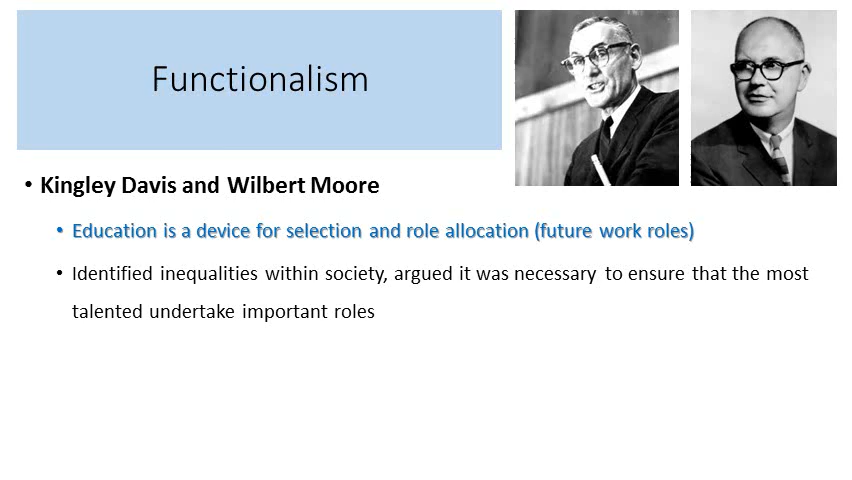 Functionalism
• Kingley Davis and Wilbert Moore
• Education is a device for selection and role allocation (future work roles)
• Identified inequalities within society, argued it was necessary to ensure that the most
talented undertake important roles